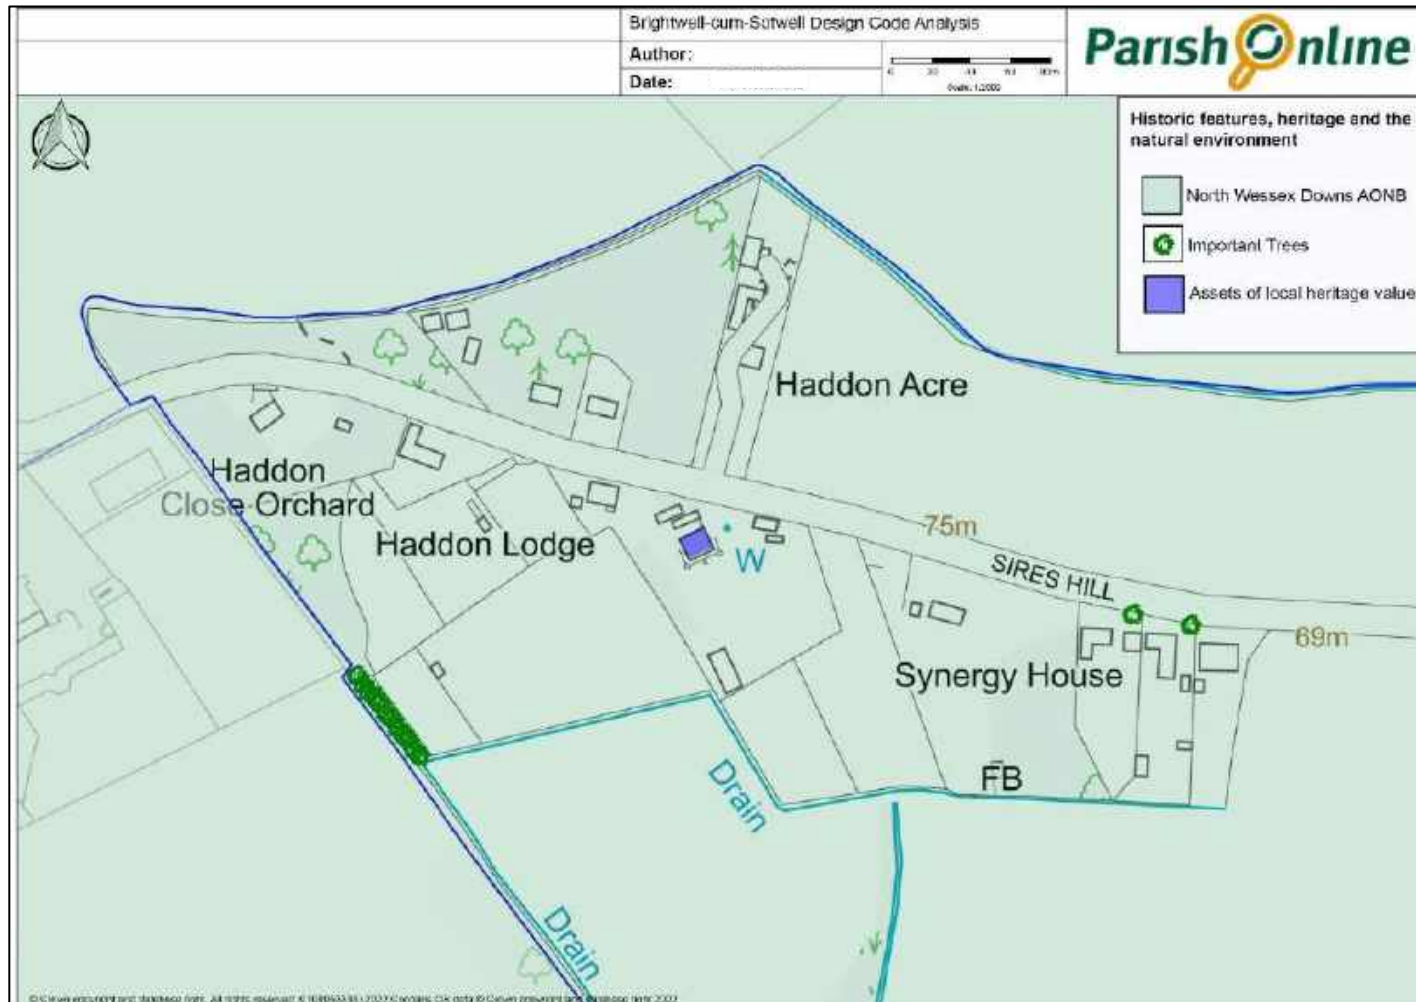 Brightwell-cum-Sotwell Design Code Analysis
Author:
Date:
Parish Online
Historic features, heritage and the
natural environment
North Wessex Downs AONB
Important Trees
Assets of local heritage value
Haddon Acre
Haddon
Close Orchard
Haddon Lodge
W
75m
SIRES HILL
69m
Synergy House
FB
Drain
Drain